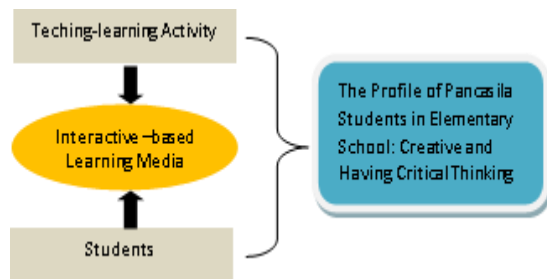 Teching-learning Activity
Interactive –based
Learning Media
Students
The Profile of Pancasila
Students in Elementary
School: Creative and
Having Critical Thinking